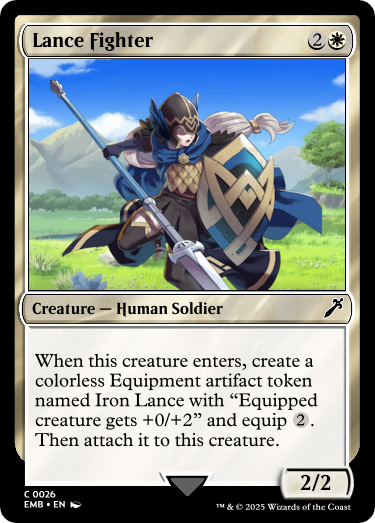 Lance Fighter 2
Creature — Human Soldier
When this creature enters, create a
colorless Equipment artifact token
named Iron Lance with “Equipped
creature gets +0/+2” and equip 2.
Then attach it to this creature.
2/2
C 0026
EMB • EN
™ & © 2025 Wizards of the Coast